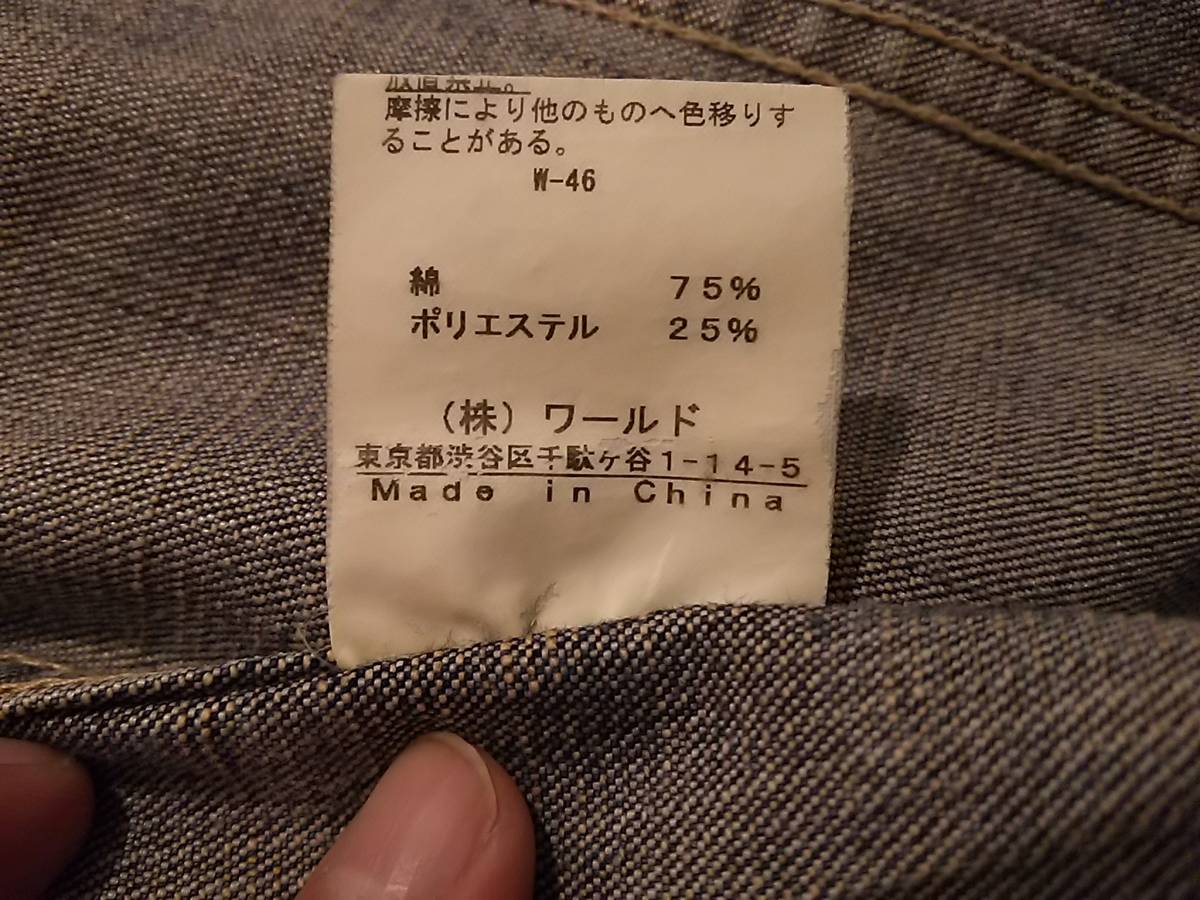 摩擦により他のものへ色移りす
ることがある。
W-46
綿 75%
ポリエステル 25%
(株)ワールド
東京都渋谷区千駄ヶ谷1-14-5
Made in China